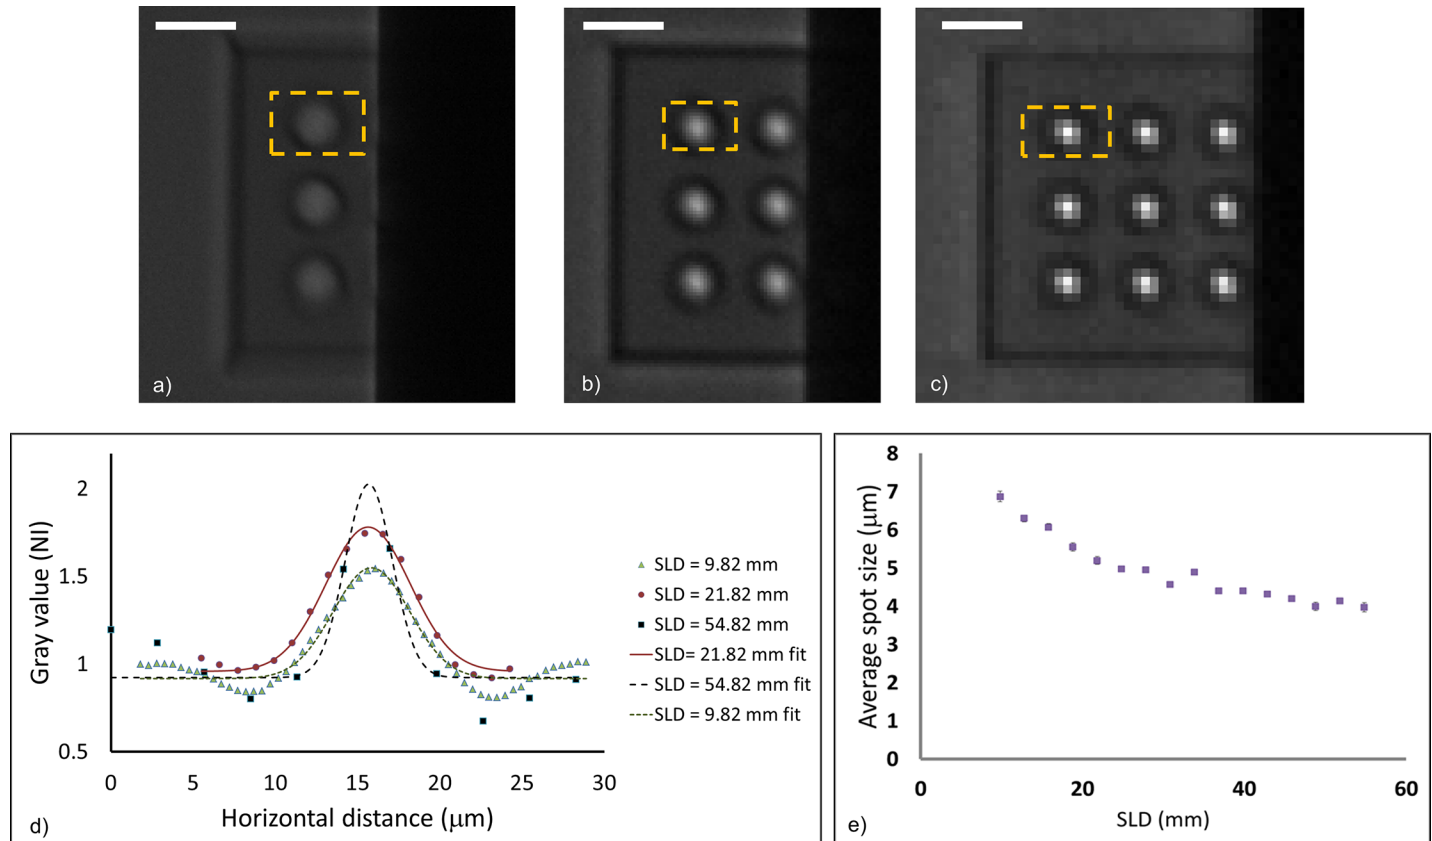 a)
b)
c)
Gray value (NI)
2
1.5
1
0.5
0
5
10
15
20
25
30
Horizontal distance (μm)
d)
SLD = 9.82 mm
SLD = 21.82 mm
SLD = 54.82 mm
SLD= 21.82 mm fit
SLD = 54.82 mm fit
SLD = 9.82 mm fit
Average spot size (μm)
8
7
6
5
4
3
2
1
0
0
20
40
60
SLD (mm)
e)